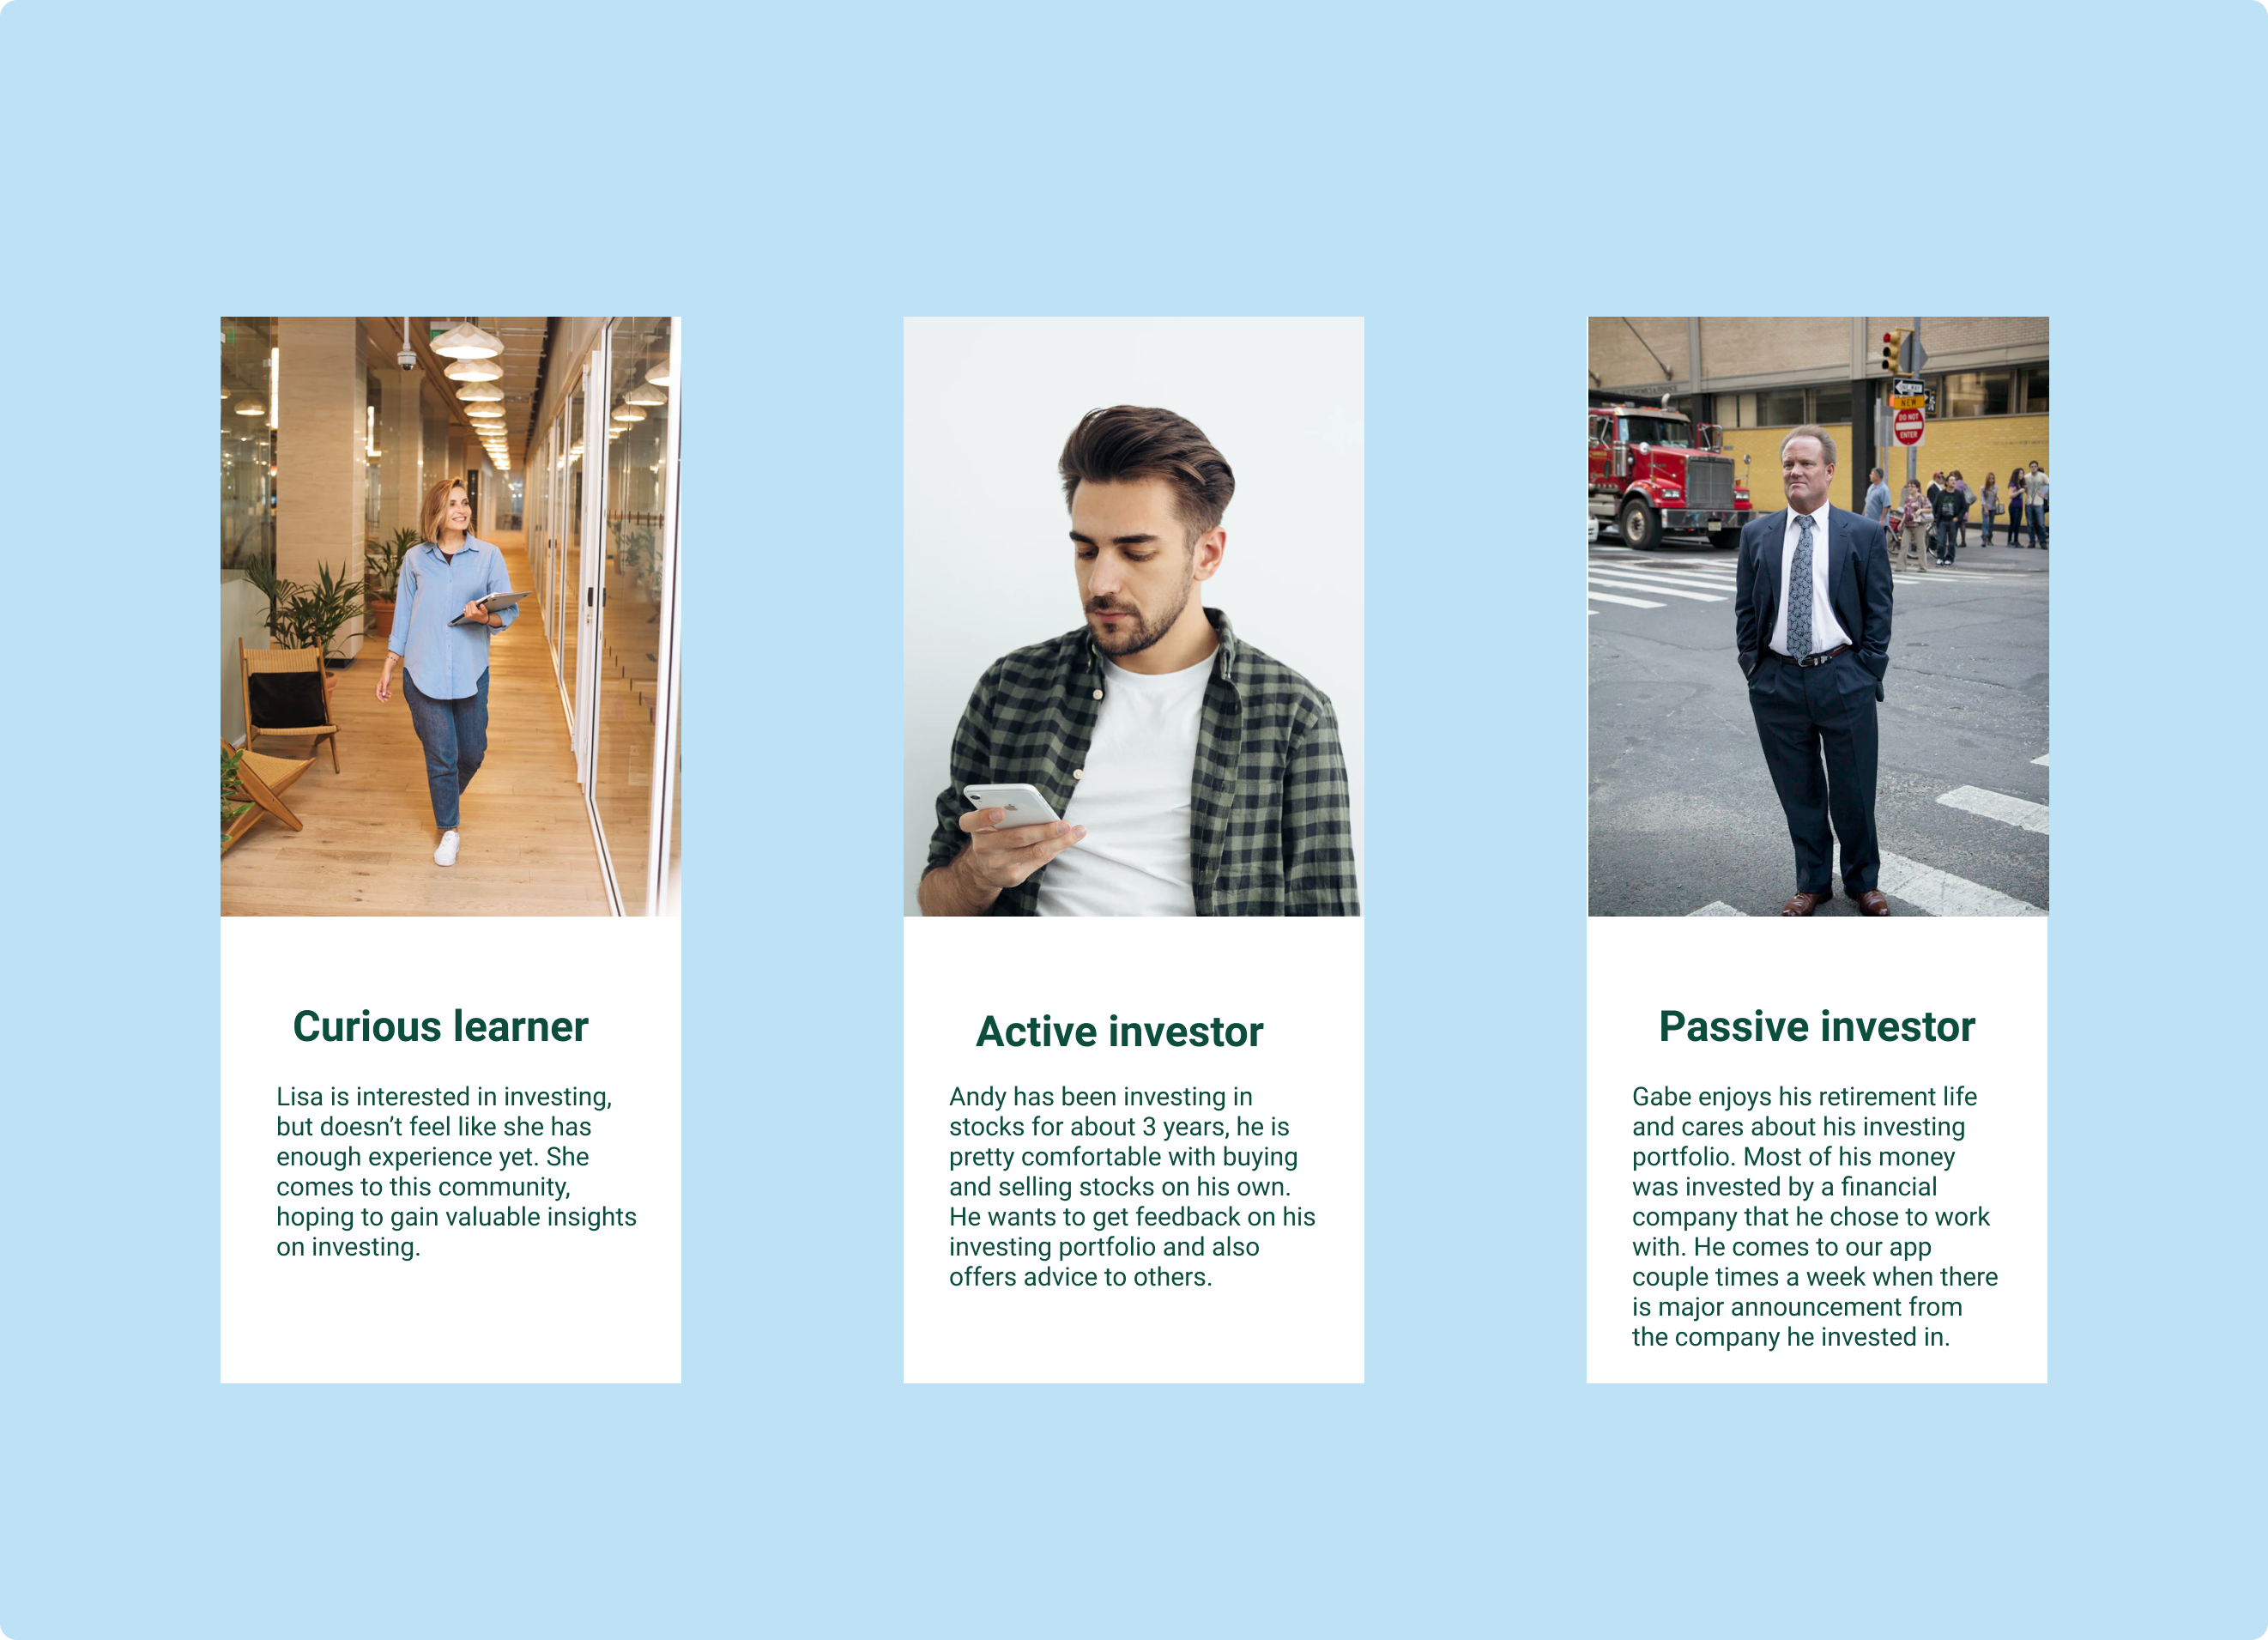 ONE WAY
NEW
DO NOT
ENTER
Curious learner
Lisa is interested in investing,
but doesn’t feel like she has
enough experience yet. She
comes to this community,
hoping to gain valuable insights
on investing.
Active investor
Andy has been investing in
stocks for about 3 years, he is
pretty comfortable with buying
and selling stocks on his own.
He wants to get feedback on his
investing portfolio and also
offers advice to others.
Passive investor
Gabe enjoys his retirement life
and cares about his investing
portfolio. Most of his money
was invested by a financial
company that he chose to work
with. He comes to our app
couple times a week when there
is major announcement from
the company he invested in.